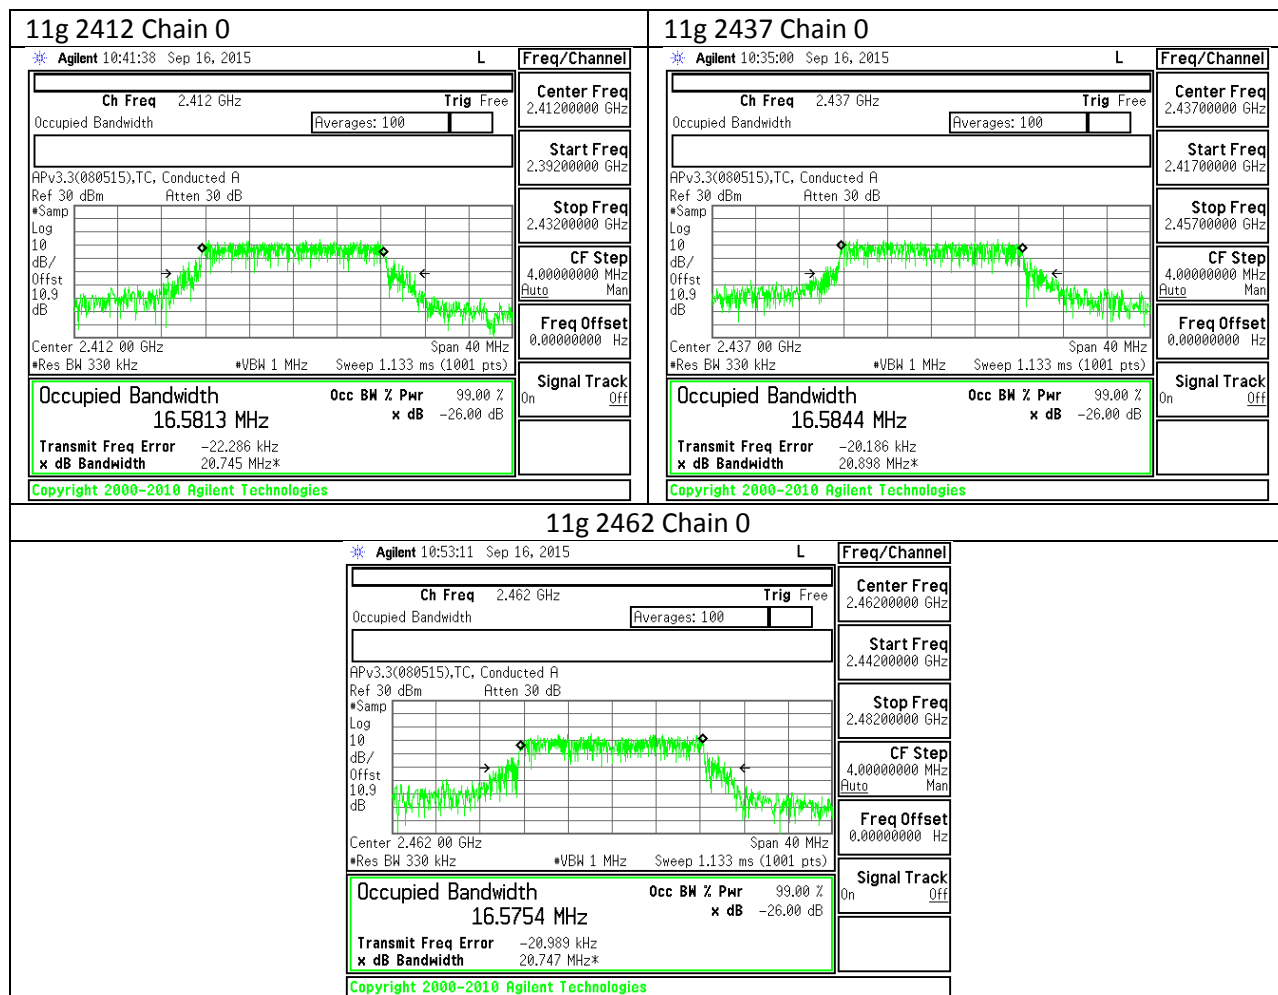 11g 2412 Chain 0
Agilent 10:41:38 Sep 16, 2015 L
Freq/Channel
Ch Freq 2.412 GHz Trig Free
Occupied Bandwidth Averages: 100
APv3.3(080515),TC, Conducted A
Ref 30 dBm Atten 30 dB
#Samp
Log
10
dB/
Offst
10.9
dB
Center 2.412 00 GHz Span 40 MHz
#Res BW 330 kHz #VBW 1 MHz Sweep 1.133 ms (1001 pts)
Occupied Bandwidth Occ BW % Pwr 99.00 %
16.5813 MHz x dB -26.00 dB
Transmit Freq Error -22.286 kHz
x dB Bandwidth 20.745 MHz*
Copyright 2000-2010 Agilent Technologies
Center Freq
2.41200000 GHz
Start Freq
2.39200000 GHz
Stop Freq
2.43200000 GHz
CF Step
4.00000000 MHz
Auto Man
Freq Offset
0.00000000 Hz
Signal Track
On Off
11g 2437 Chain 0
Agilent 10:35:00 Sep 16, 2015 L
Freq/Channel
Ch Freq 2.437 GHz Trig Free
Occupied Bandwidth Averages: 100
APv3.3(080515),TC, Conducted A
Ref 30 dBm Atten 30 dB
#Samp
Log
10
dB/
Offst
10.9
dB
Center 2.437 00 GHz Span 40 MHz
#Res BW 330 kHz #VBW 1 MHz Sweep 1.133 ms (1001 pts)
Occupied Bandwidth Occ BW % Pwr 99.00 %
16.5844 MHz x dB -26.00 dB
Transmit Freq Error -20.186 kHz
x dB Bandwidth 20.898 MHz*
Copyright 2000-2010 Agilent Technologies
Center Freq
2.43700000 GHz
Start Freq
2.41700000 GHz
Stop Freq
2.45700000 GHz
CF Step
4.00000000 MHz
Auto Man
Freq Offset
0.00000000 Hz
Signal Track
On Off
11g 2462 Chain 0
Agilent 10:53:11 Sep 16, 2015 L
Freq/Channel
Ch Freq 2.462 GHz Trig Free
Occupied Bandwidth Averages: 100
APv3.3(080515),TC, Conducted A
Ref 30 dBm Atten 30 dB
#Samp
Log
10
dB/
Offst
10.9
dB
Center 2.462 00 GHz Span 40 MHz
#Res BW 330 kHz #VBW 1 MHz Sweep 1.133 ms (1001 pts)
Occupied Bandwidth Occ BW % Pwr 99.00 %
16.5754 MHz x dB -26.00 dB
Transmit Freq Error -20.989 kHz
x dB Bandwidth 20.747 MHz*
Copyright 2000-2010 Agilent Technologies
Center Freq
2.46200000 GHz
Start Freq
2.44200000 GHz
Stop Freq
2.48200000 GHz
CF Step
4.00000000 MHz
Auto Man
Freq Offset
0.00000000 Hz
Signal Track
On Off